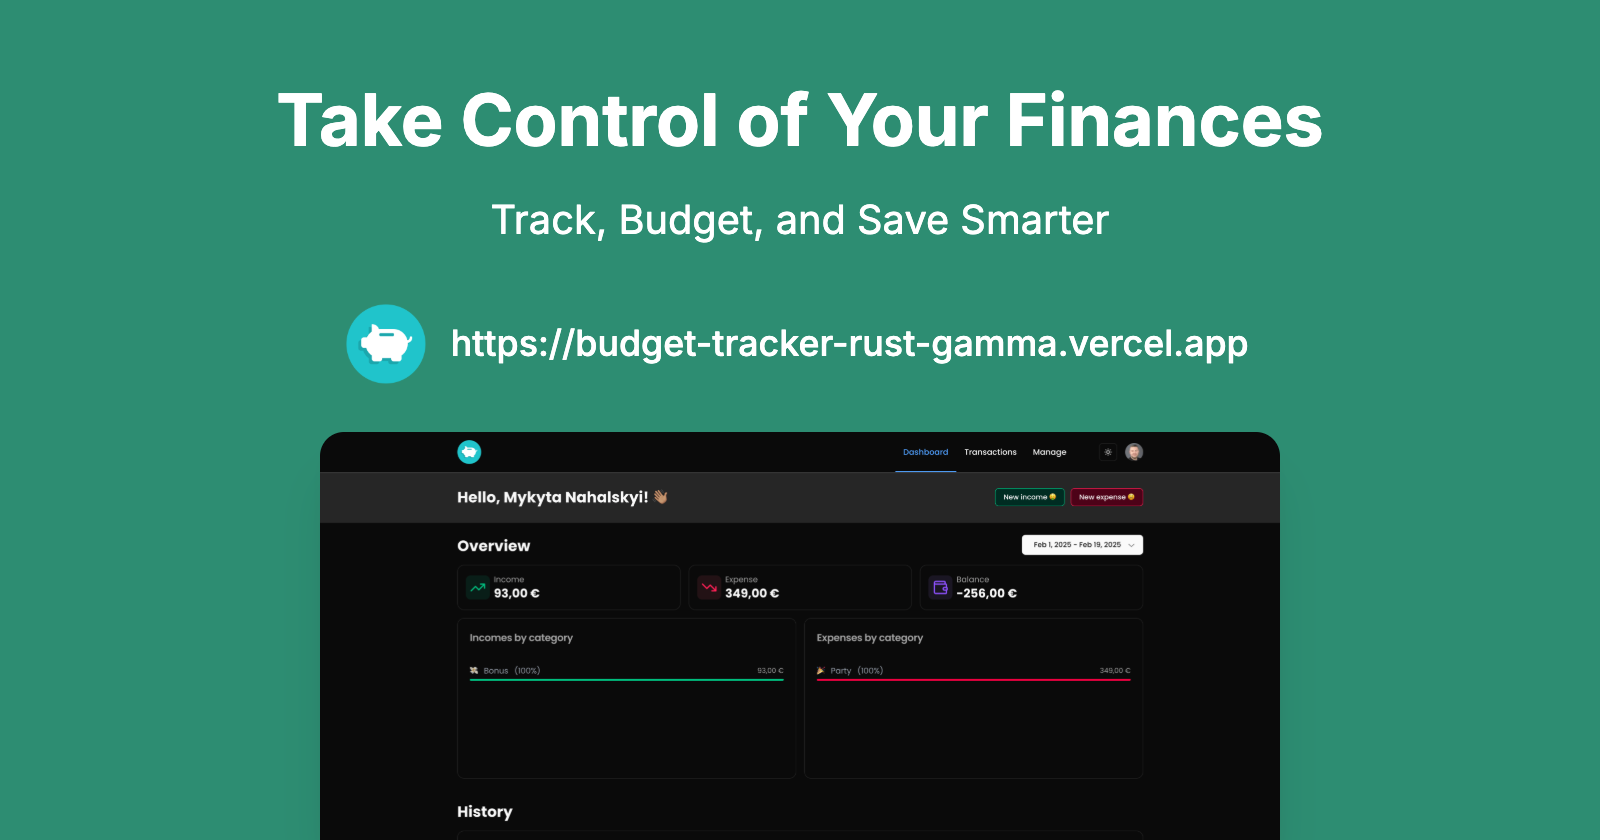 Take Control of Your Finances
Track, Budget, and Save Smarter
https://budget-tracker-rust-gamma.vercel.app
Dashboard Transactions Manage
Hello, Mykyta Nahalskyi! 👋🏽
New income 🤑 New expense 😤
Overview
Feb 1, 2025 - Feb 19, 2025
Income
93,00 €
Expense
349,00 €
Balance
-256,00 €
Incomes by category
💸 Bonus (100%) 93,00 €
Expenses by category
🎉 Party (100%) 349,00 €
History